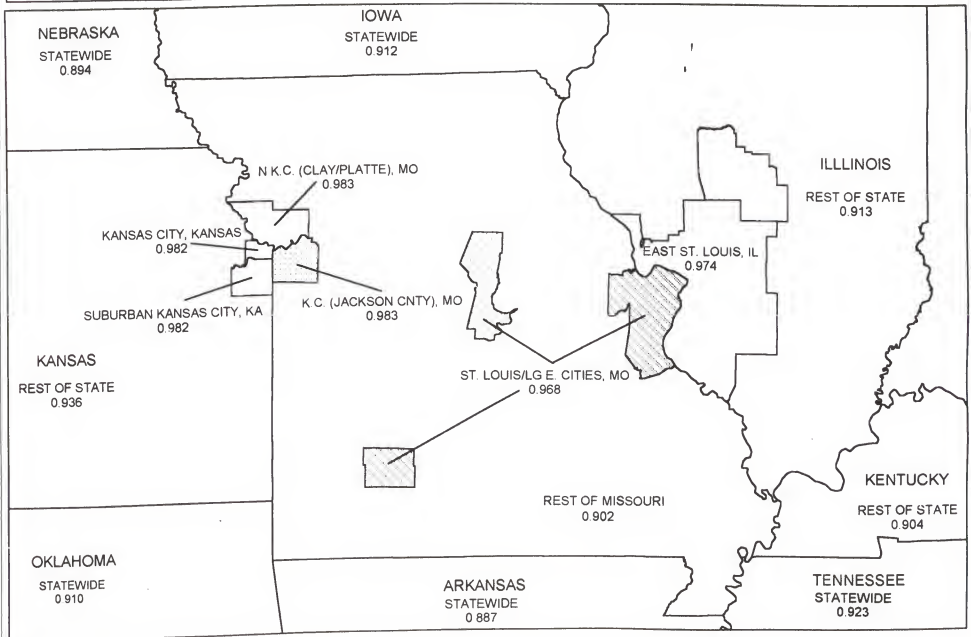 NEBRASKA
STATEWIDE
0.894
IOWA
STATEWIDE
0.912
ILLLINOIS
REST OF STATE
0.913
N K.C. (CLAY/PLATTE), MO
0.983
KANSAS CITY, KANSAS
0.982
SUBURBAN KANSAS CITY, KA
0.982
K.C. (JACKSON CNTY), MO
0.983
EAST ST. LOUIS, IL
0.974
KANSAS
REST OF STATE
0.936
ST. LOUIS/LG E. CITIES, MO
0.968
REST OF MISSOURI
0.902
KENTUCKY
REST OF STATE
0.904
OKLAHOMA
STATEWIDE
0.910
ARKANSAS
STATEWIDE
0.887
TENNESSEE
STATEWIDE
0.923